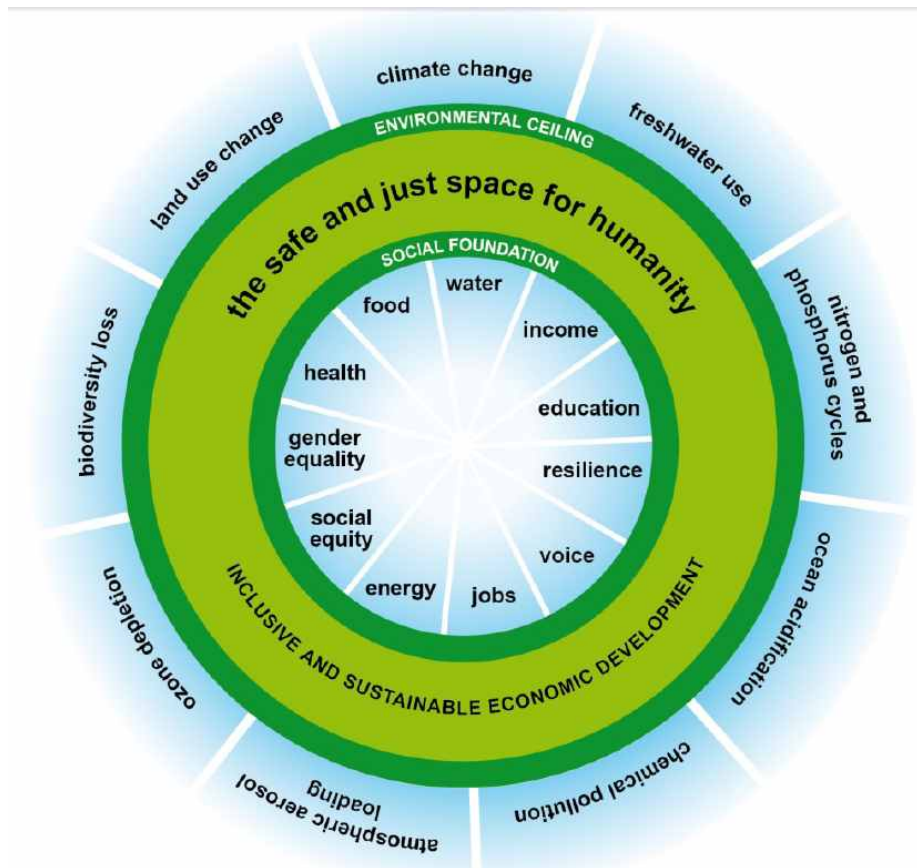 climate change
freshwater use
nitrogen and
phosphorus cycles
ocean acidification
chemical pollution
atmospheric aerosol
loading
ozone depletion
biodiversity loss
land use change
ENVIRONMENTAL CEILING
the safe and just space for humanity
SOCIAL FOUNDATION
water
income
education
resilience
voice
jobs
energy
social
equity
gender
equality
health
food
INCLUSIVE AND SUSTAINABLE ECONOMIC DEVELOPMENT